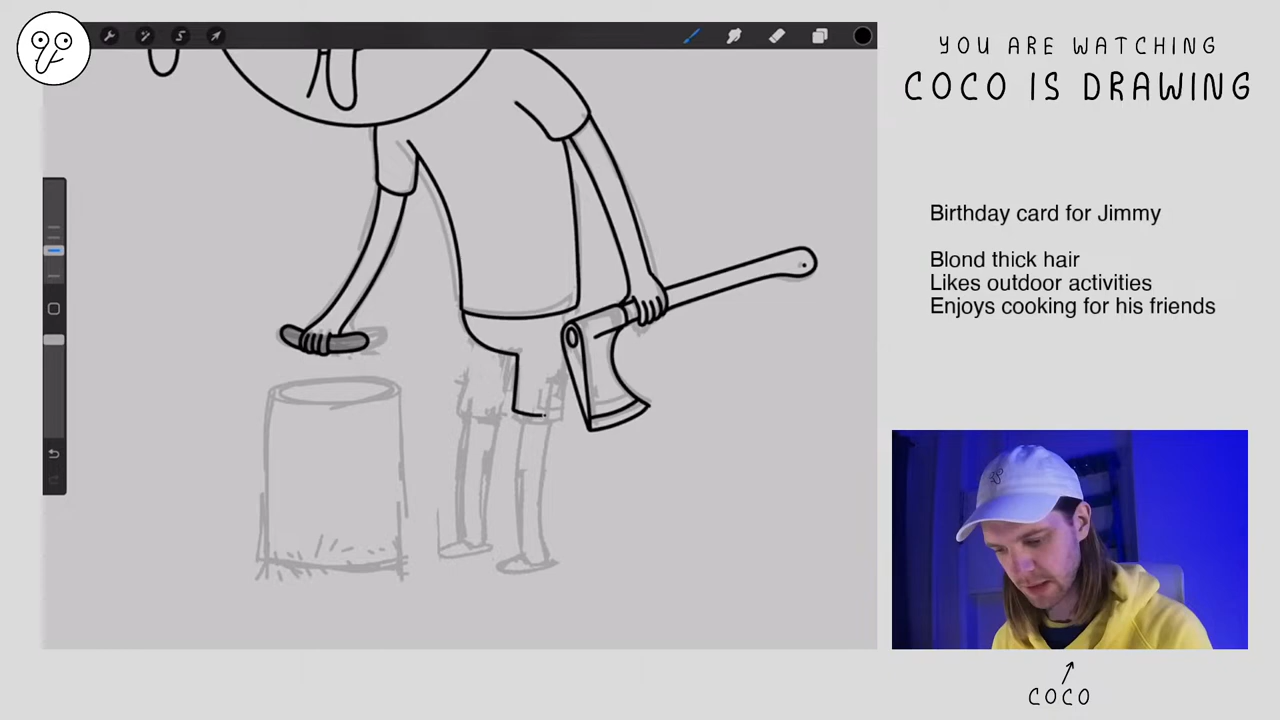 YOU ARE WATCHING
COCO IS DRAWING
Birthday card for Jimmy
Blond thick hair
Likes outdoor activities
Enjoys cooking for his friends
COCO